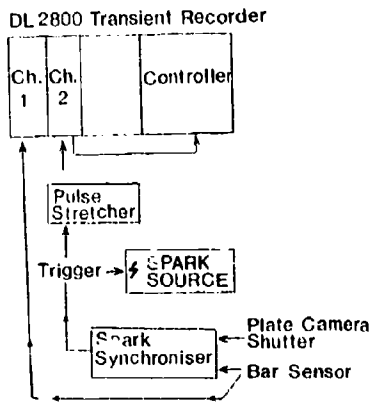 DL 2800 Transient Recorder
Ch. Ch. Controller
1 2
Pulse
Stretcher
Trigger SPARK
SOURCE
Plate Camera
Spark Shutter
Synchroniser
Bar Sensor